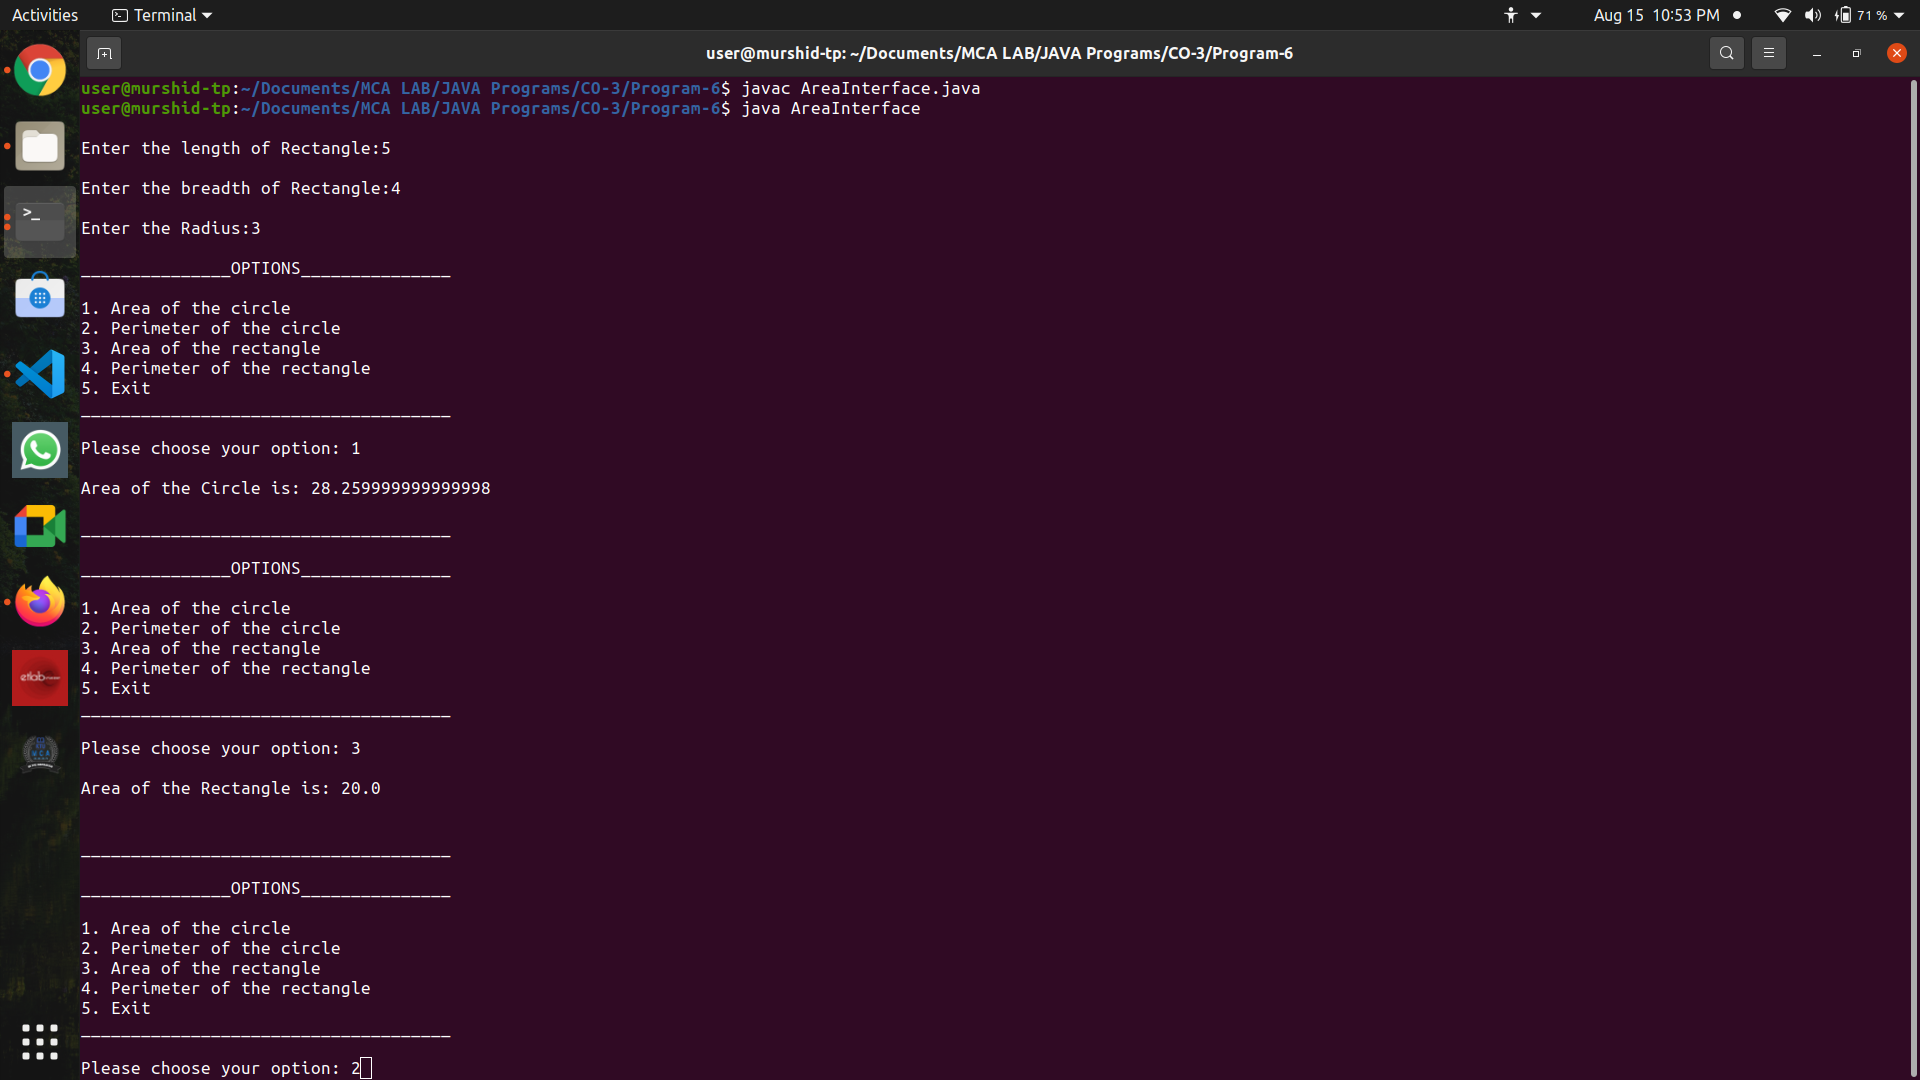 Activities
Terminal
Aug 15 10:53 PM
71 %
user@murshid-tp: ~/Documents/MCA LAB/JAVA Programs/CO-3/Program-6
user@murshid-tp:~/Documents/MCA LAB/JAVA Programs/CO-3/Program-6$ javac AreaInterface.java
user@murshid-tp:~/Documents/MCA LAB/JAVA Programs/CO-3/Program-6$ java AreaInterface
Enter the length of Rectangle:5
Enter the breadth of Rectangle:4
Enter the Radius:3
_______________OPTIONS_______________
1. Area of the circle
2. Perimeter of the circle
3. Area of the rectangle
4. Perimeter of the rectangle
5. Exit
_____________________________________
Please choose your option: 1
Area of the Circle is: 28.259999999999998
_____________________________________
_______________OPTIONS_______________
1. Area of the circle
2. Perimeter of the circle
3. Area of the rectangle
4. Perimeter of the rectangle
5. Exit
_____________________________________
Please choose your option: 3
Area of the Rectangle is: 20.0
_____________________________________
_______________OPTIONS_______________
1. Area of the circle
2. Perimeter of the circle
3. Area of the rectangle
4. Perimeter of the rectangle
5. Exit
_____________________________________
Please choose your option: 2
>_
etlab
MCA